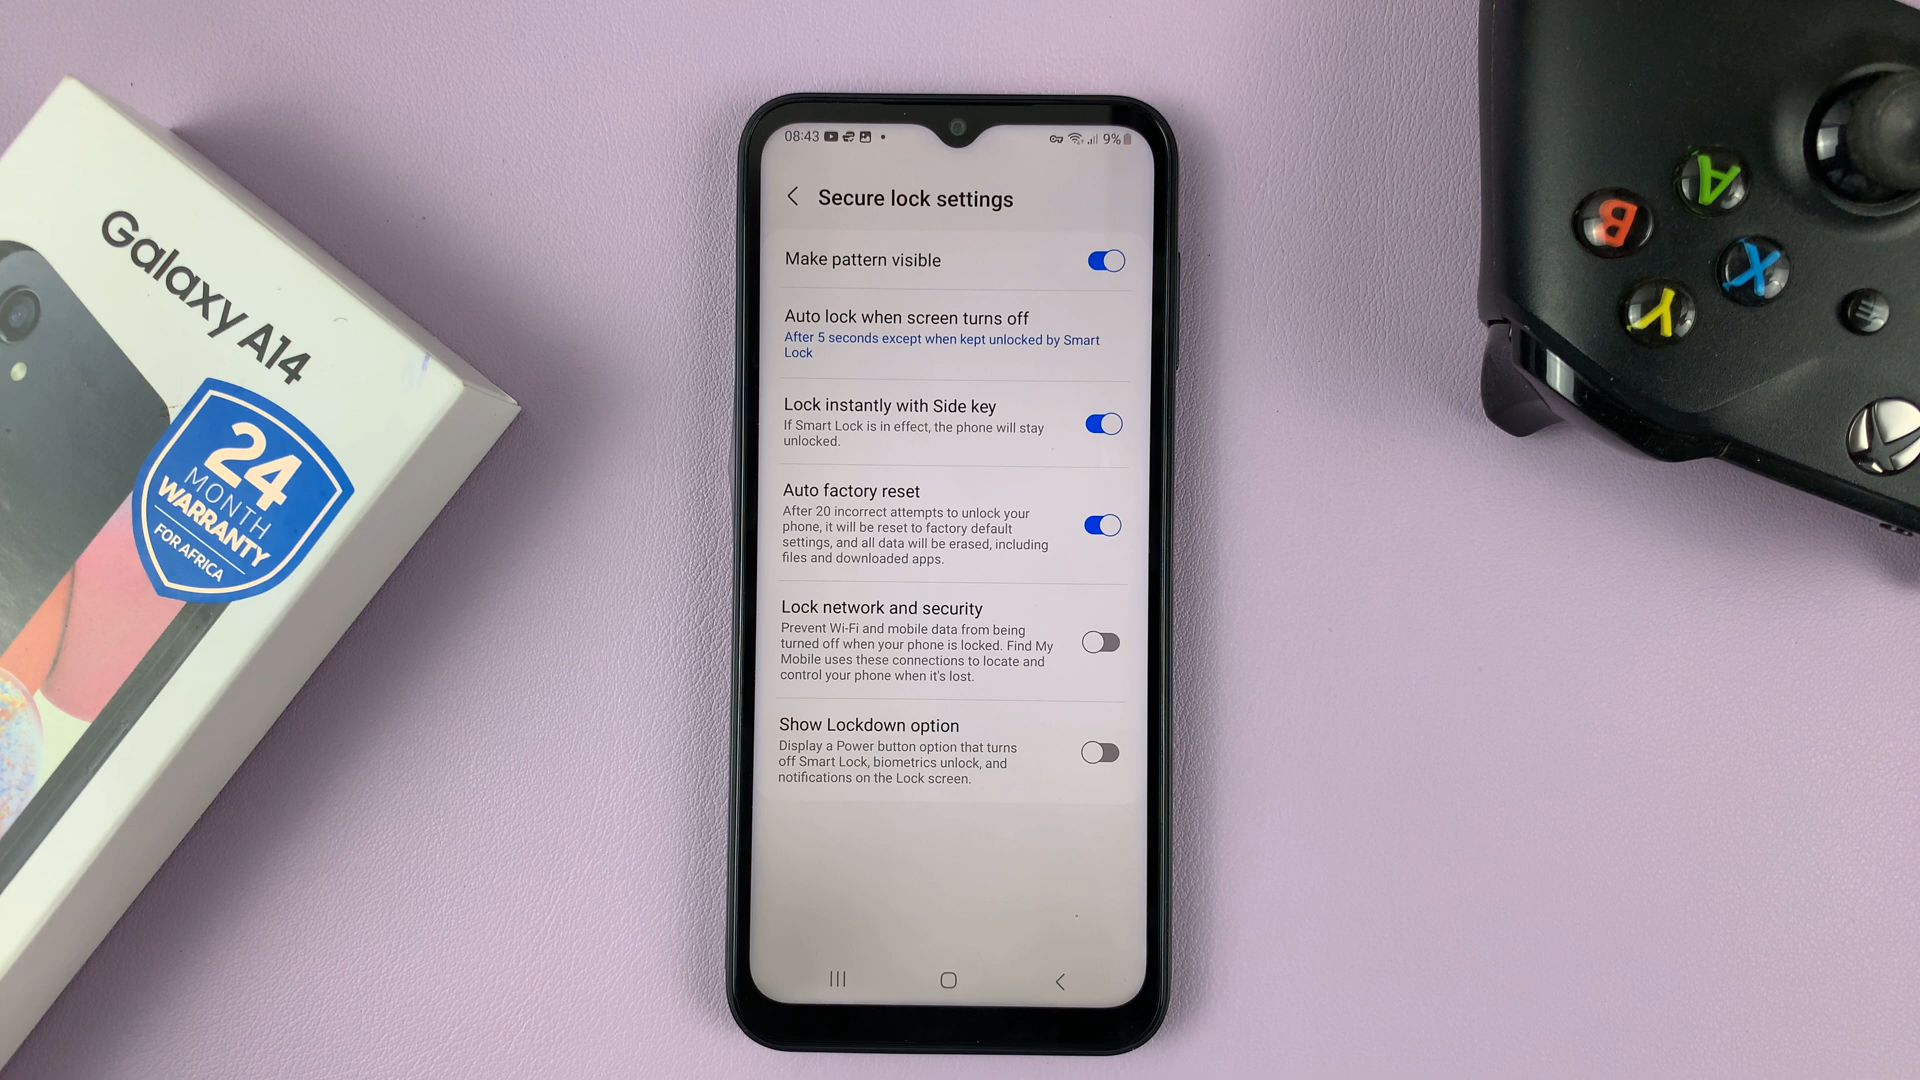 Galaxy A14
24
MONTH
WARRANTY
FOR AFRICA
08:43
9%
Secure lock settings
Make pattern visible
Auto lock when screen turns off
After 5 seconds except when kept unlocked by Smart
Lock
Lock instantly with Side key
If Smart Lock is in effect, the phone will stay
unlocked.
Auto factory reset
After 20 incorrect attempts to unlock your
phone, it will be reset to factory default
settings, and all data will be erased, including
files and downloaded apps.
Lock network and security
Prevent Wi-Fi and mobile data from being
turned off when your phone is locked. Find My
Mobile uses these connections to locate and
control your phone when it's lost.
Show Lockdown option
Display a Power button option that turns
off Smart Lock, biometrics unlock, and
notifications on the Lock screen.
A
B
X
Y